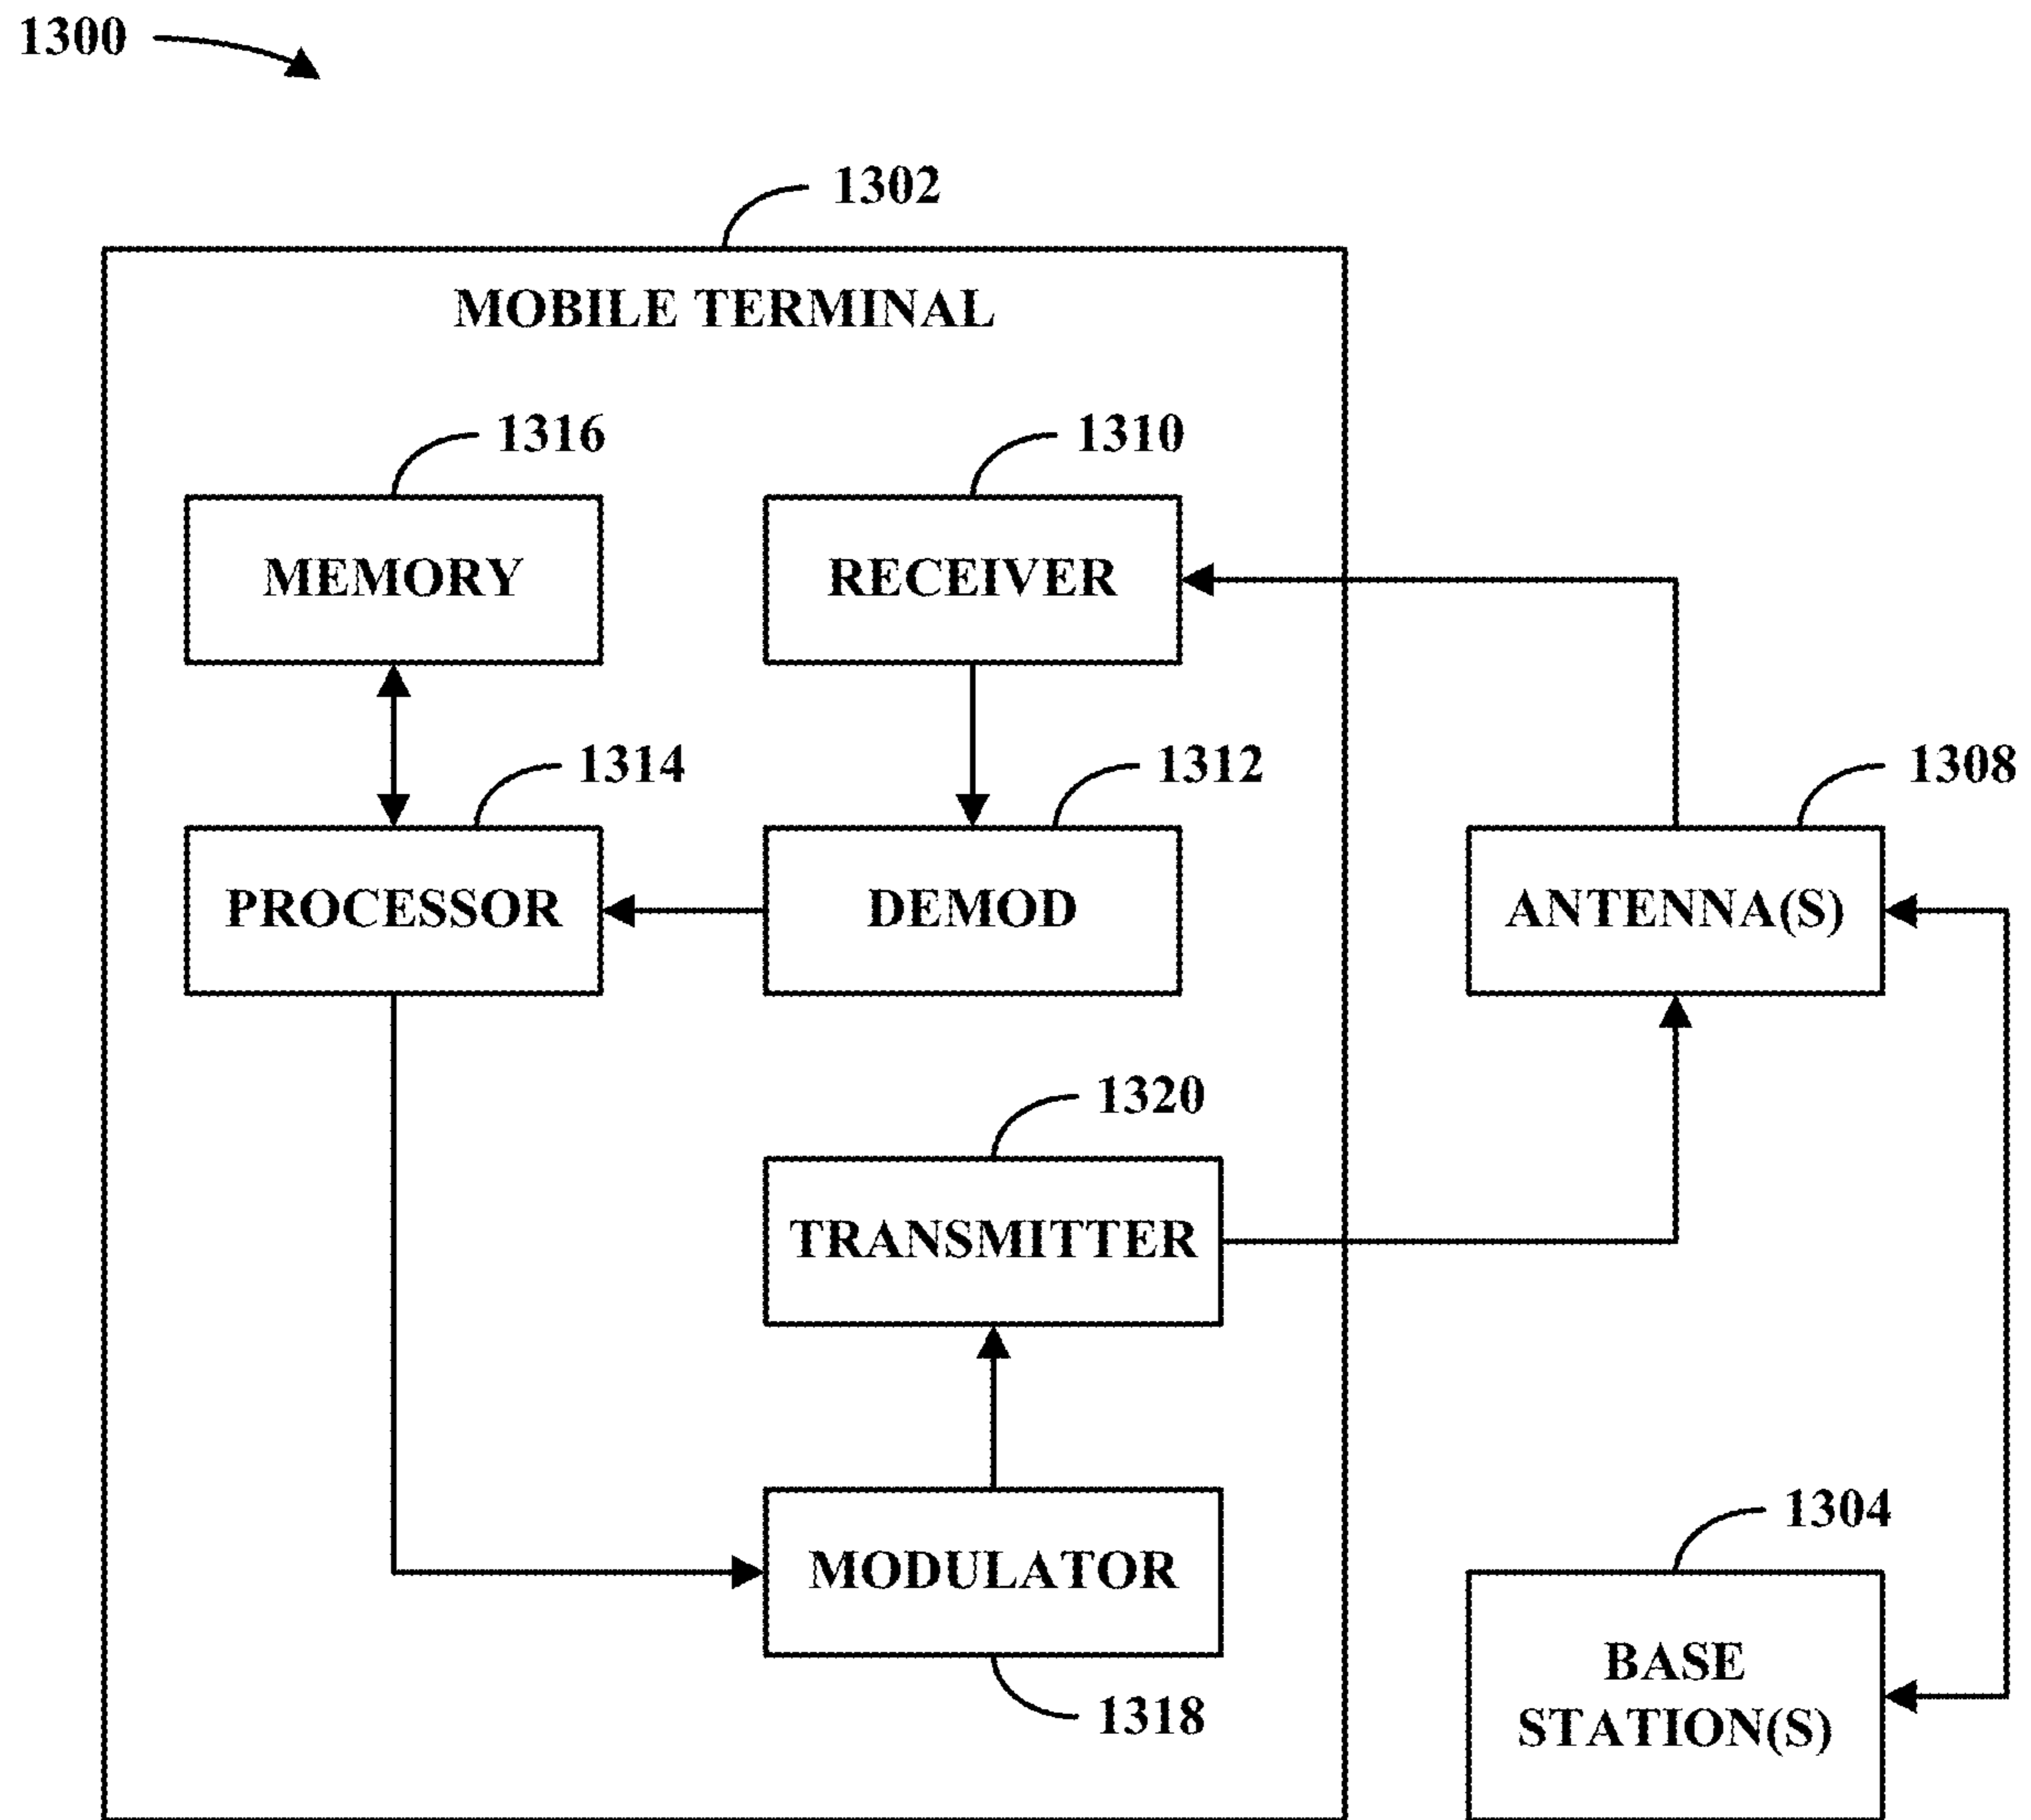 1300
1302
MOBILE TERMINAL
1316
1310
MEMORY
RECEIVER
1314
1312
1308
PROCESSOR
DEMOD
ANTENNA(S)
1320
TRANSMITTER
1304
MODULATOR
BASE
STATION(S)
1318